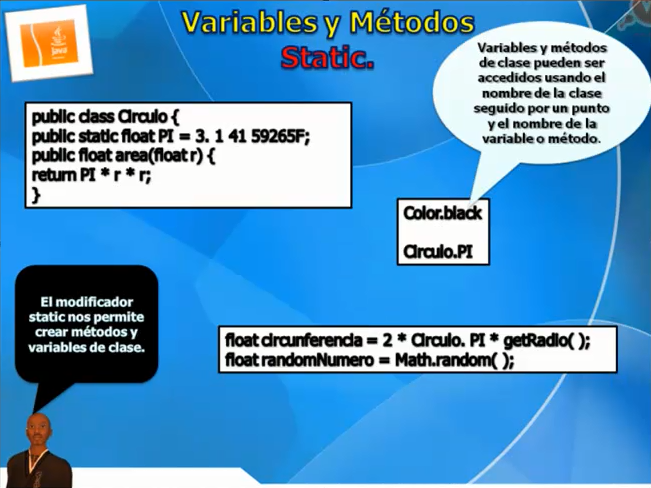 Variables y Métodos
Static.
Java
Variables y métodos
de clase pueden ser
accedidos usando el
nombre de la clase
seguido por un punto
y el nombre de la
variable o método.
public class Circulo {
public static float PI = 3. 1 41 59265F;
public float area(float r) {
return PI * r * r;
}
Color.black
Circulo.PI
El modificador
static nos permite
crear métodos y
variables de clase.
float circunferencia = 2 * Circulo. PI * getRadio( );
float randomNumero = Math.random( );